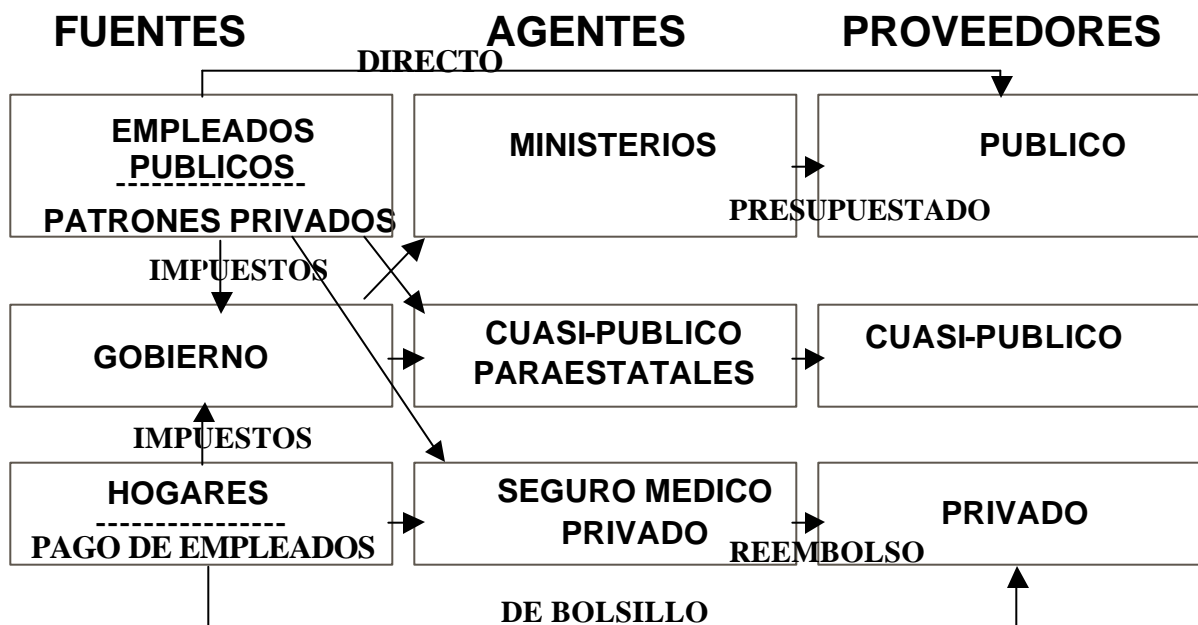 FUENTES AGENTES PROVEEDORES
DIRECTO
EMPLEADOS
PUBLICOS
PATRONES PRIVADOS
MINISTERIOS
PUBLICO
PRESUPUESTADO
IMPUESTOS
GOBIERNO
CUASI-PUBLICO
PARAESTATALES
CUASI-PUBLICO
IMPUESTOS
HOGARES
PAGO DE EMPLEADOS
SEGURO MEDICO
PRIVADO
PRIVADO
REEMBOLSO
DE BOLSILLO